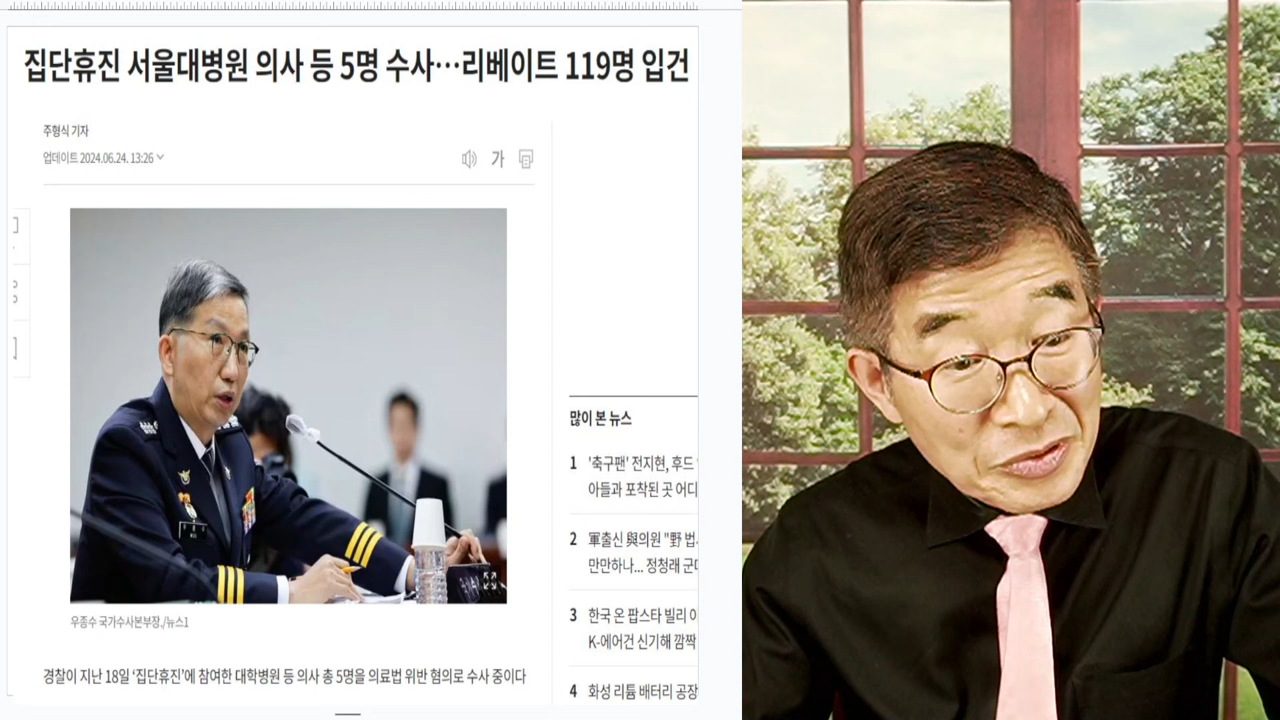 집단휴진 서울대병원 의사 등 5명 수사…리베이트 119명 입건
주형식 기자
업데이트 2024.06.24. 13:26
가
우종수 국가수사본부장./뉴스1
경찰이 지난 18일 ‘집단휴진’에 참여한 대학병원 등 의사 총 5명을 의료법 위반 혐의로 수사 중이다
많이 본 뉴스
1 '축구팬' 전지현, 후드
아들과 포착된 곳 어디
2 軍출신 與의원 "野 법
만만하나... 정청래 군대
3 한국 온 팝스타 빌리 아
K-에어건 신기해 깜짝
4 화성 리튬 배터리 공장